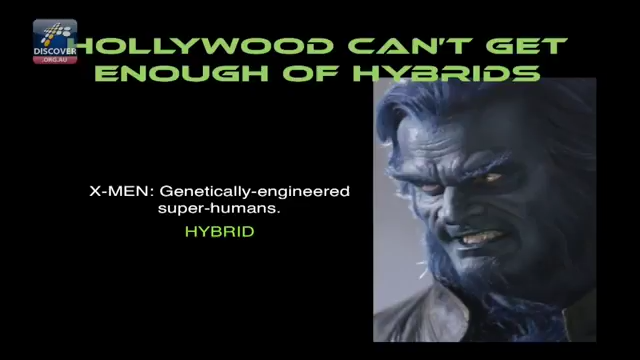 HOLLYWOOD CAN'T GET
ENOUGH OF HYBRIDS
DISCOVER
.ORG.AU
X-MEN: Genetically-engineered
super-humans.
HYBRID